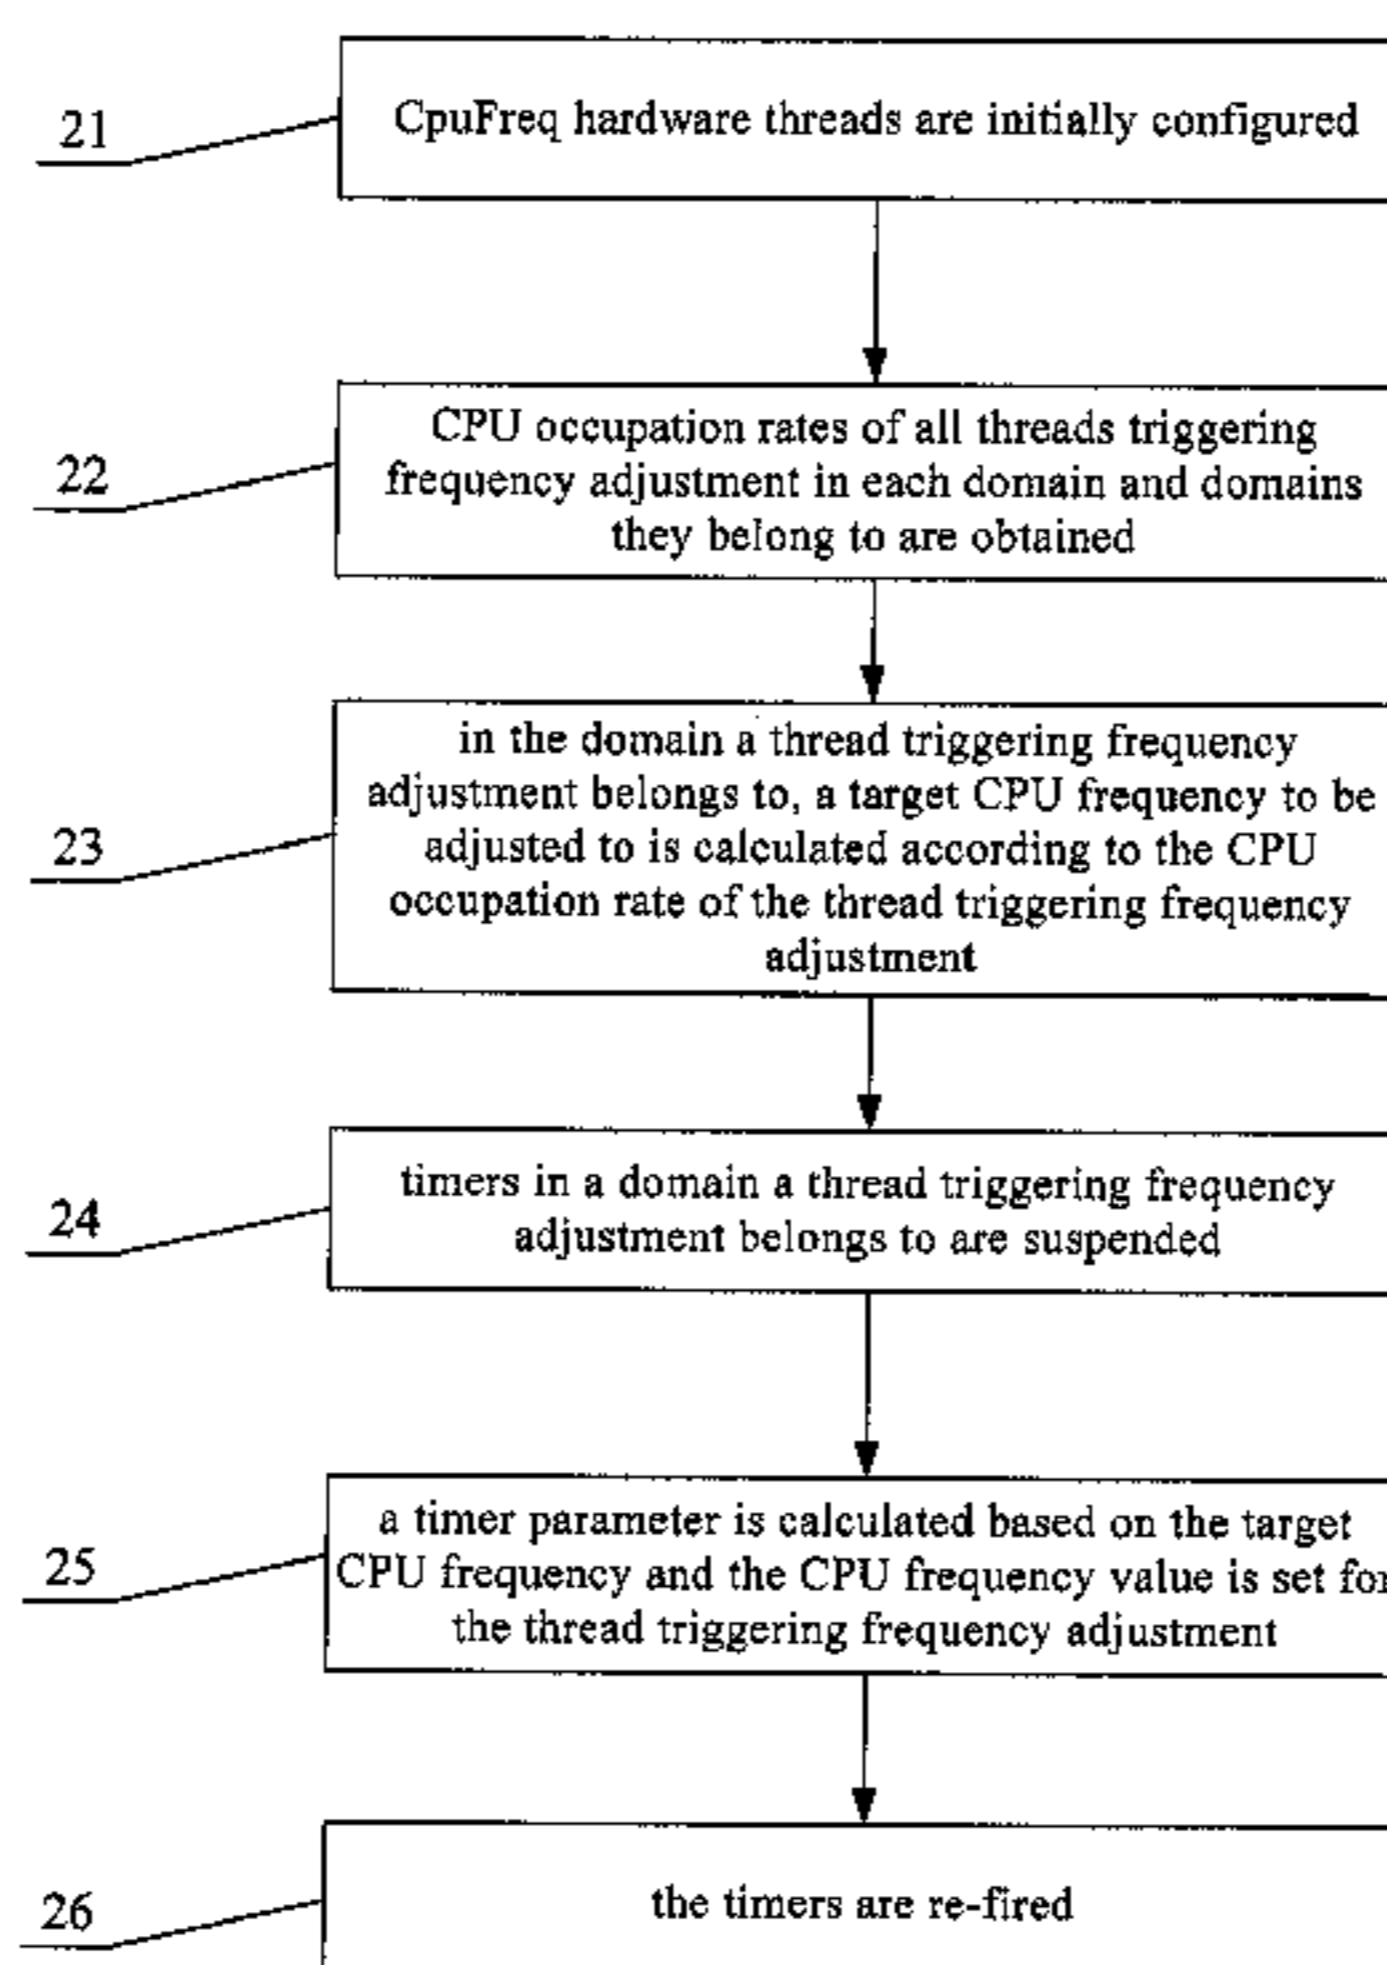 21
CpuFreq hardware threads are initially configured
22
CPU occupation rates of all threads triggering
frequency adjustment in each domain and domains
they belong to are obtained
23
in the domain a thread triggering frequency
adjustment belongs to, a target CPU frequency to be
adjusted to is calculated according to the CPU
occupation rate of the thread triggering frequency
adjustment
24
timers in a domain a thread triggering frequency
adjustment belongs to are suspended
25
a timer parameter is calculated based on the target
CPU frequency and the CPU frequency value is set for
the thread triggering frequency adjustment
26
the timers are re-fired